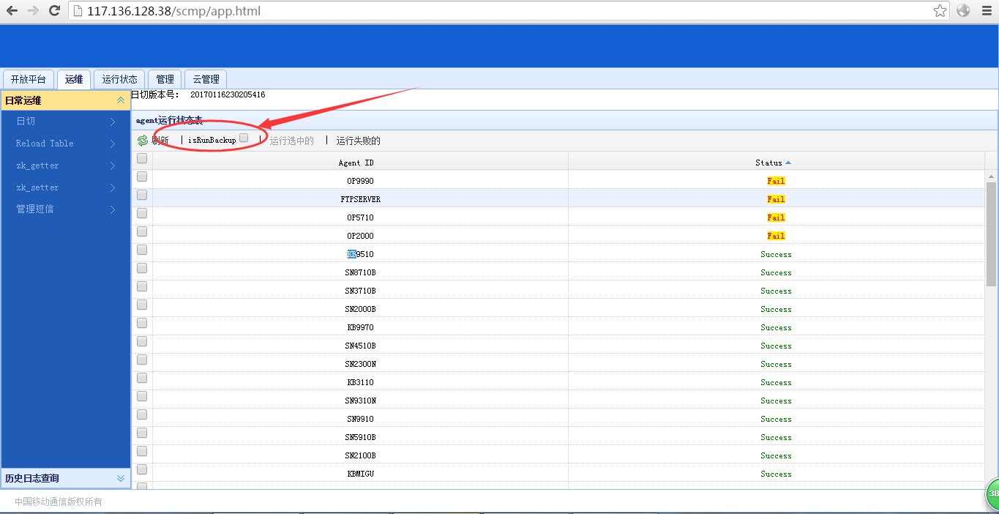 117.136.128.38/scmp/app.html
开放平台 运维 运行状态 管理 云管理
日常运维
日切版本号： 20170116230205416
日切
Reload Table
zk_getter
zk_setter
管理短信
历史日志查询
agent运行状态表
刷新 | isRunBackup | 运行选中的 | 运行失败的
Agent ID Status
OP9990 Fail
FTPSERVER Fail
OP5710 Fail
OP2000 Fail
KB9510 Success
SN8710B Success
SN3710B Success
SN2000B Success
KB9970 Success
SN4510B Success
SN2300N Success
KB3110 Success
SN9310N Success
SN9910 Success
SN5910B Success
SN2100B Success
KBMIGU Success
38
中国移动通信版权所有